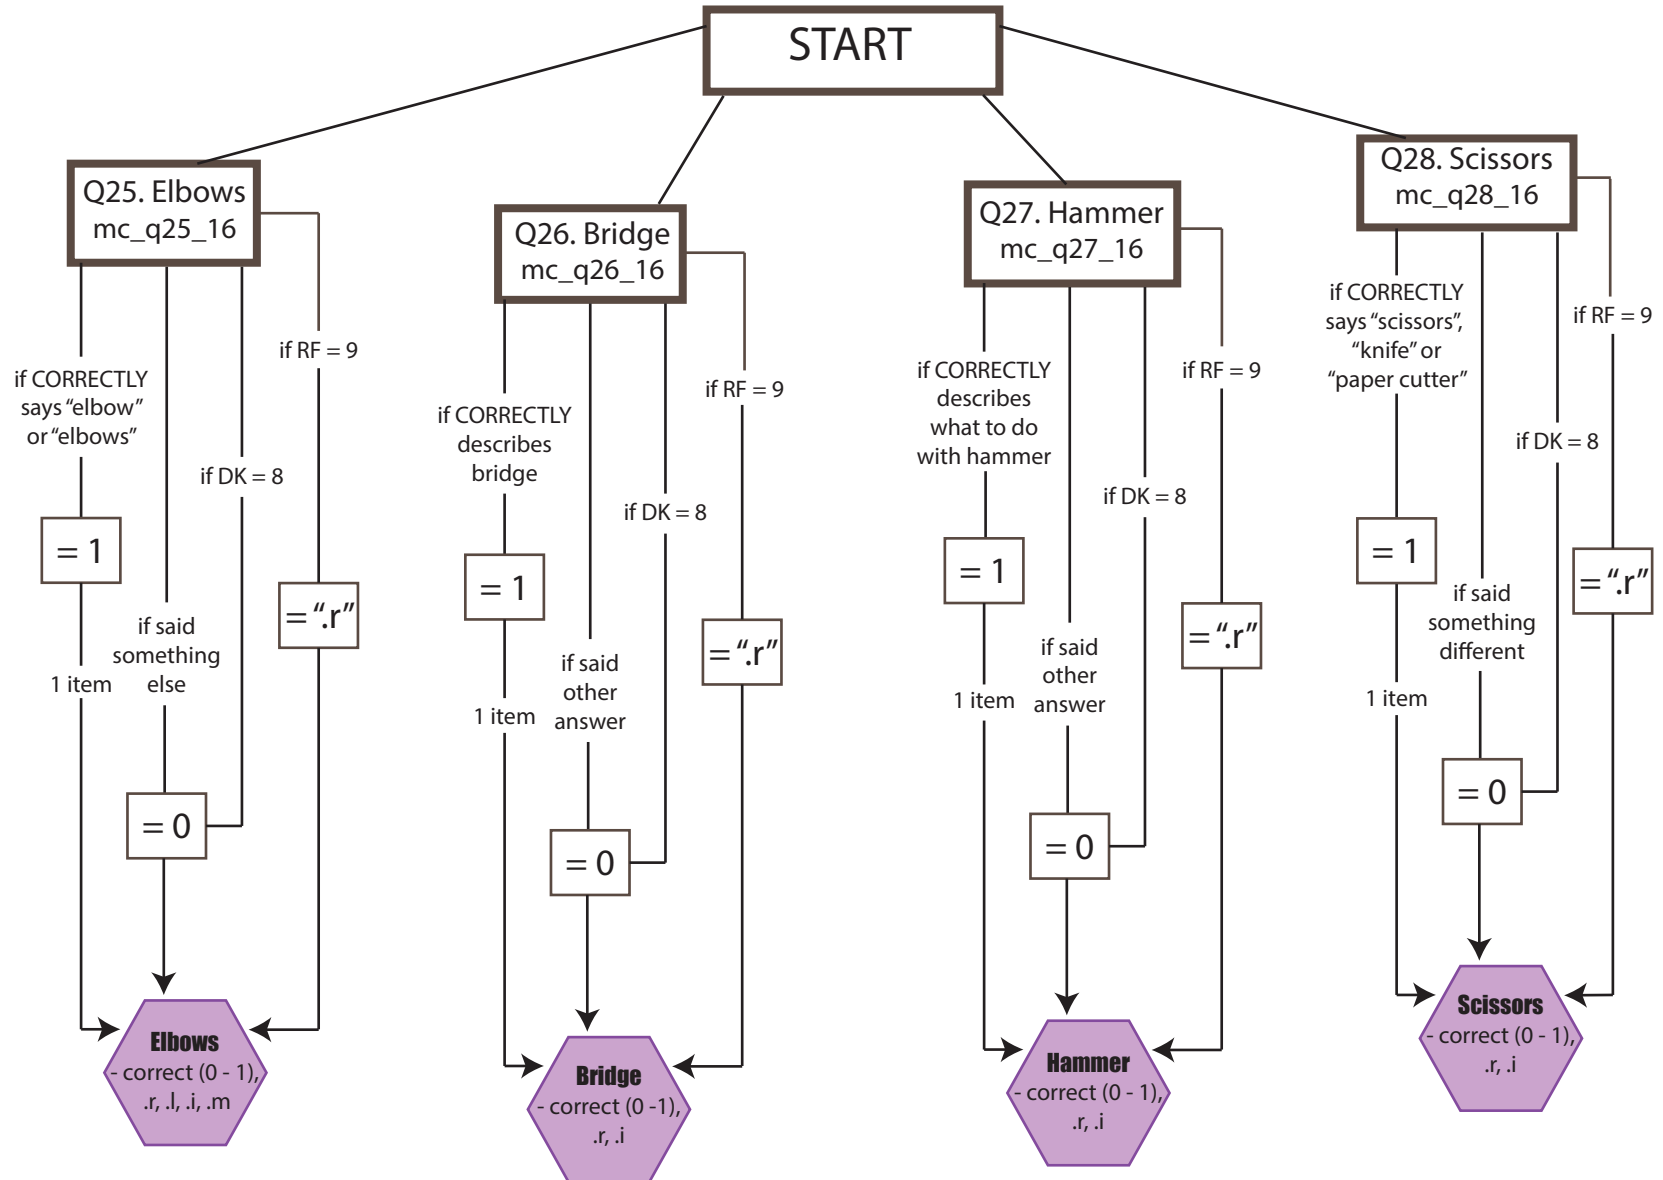 START
Q25. Elbows
mc_q25_16
if CORRECTLY
says “elbow”
or “elbows”
if DK = 8
if RF = 9
= 1
if said
something
else
= “.r”
1 item
= 0
Elbows
- correct (0 - 1),
.r, .l, .i, .m
Q26. Bridge
mc_q26_16
if CORRECTLY
describes
bridge
if DK = 8
if RF = 9
= 1
if said
other
answer
= “.r”
1 item
= 0
Bridge
- correct (0 -1),
.r, .i
Q27. Hammer
mc_q27_16
if CORRECTLY
describes
what to do
with hammer
if DK = 8
if RF = 9
= 1
if said
other
answer
= “.r”
1 item
= 0
Hammer
- correct (0 - 1),
.r, .i
Q28. Scissors
mc_q28_16
if CORRECTLY
says “scissors”,
“knife” or
“paper cutter”
if DK = 8
if RF = 9
= 1
if said
something
different
= “.r”
1 item
= 0
Scissors
- correct (0 - 1),
.r, .i